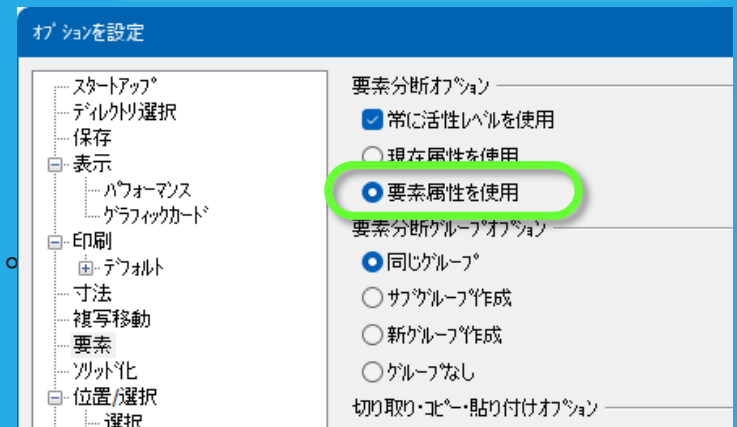 ｵﾌﾟｼｮﾝを設定
ｽﾀｰﾄｱｯﾌﾟ
ﾃﾞｨﾚｸﾄﾘ選択
保存
表示
ﾊﾟﾌｫｰﾏﾝｽ
ｸﾞﾗﾌｨｯｸｶｰﾄﾞ
印刷
ﾃﾞﾌｫﾙﾄ
寸法
複写移動
要素
ｿﾘｯﾄﾞ化
位置/選択
選択
要素分断ｵﾌﾟｼｮﾝ
常に活性ﾚﾍﾞﾙを使用
現在属性を使用
要素属性を使用
要素分断ｸﾞﾙｰﾌﾟｵﾌﾟｼｮﾝ
同じｸﾞﾙｰﾌﾟ
ｻﾌﾞｸﾞﾙｰﾌﾟ作成
新ｸﾞﾙｰﾌﾟ作成
ｸﾞﾙｰﾌﾟなし
切り取り･ｺﾋﾟｰ･貼り付けｵﾌﾟｼｮﾝ